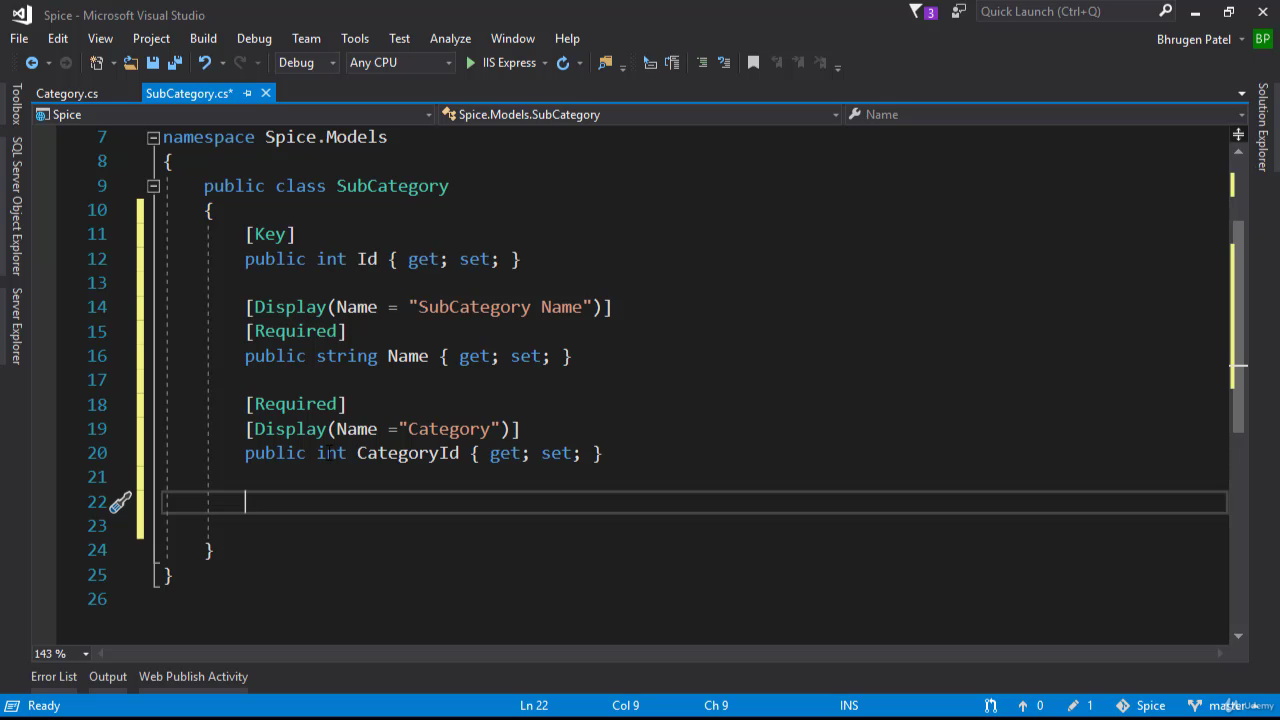 Spice - Microsoft Visual Studio
3
Quick Launch (Ctrl+Q)
File Edit View Project Build Debug Team Tools Test Analyze Window Help
Bhrugen Patel BP
Debug Any CPU IIS Express
Category.cs SubCategory.cs*
Spice Spice.Models.SubCategory Name
Toolbox
SQL Server Object Explorer
Server Explorer
Solution Explorer
7 namespace Spice.Models
8 {
9 public class SubCategory
10 {
11 [Key]
12 public int Id { get; set; }
13
14 [Display(Name = "SubCategory Name")]
15 [Required]
16 public string Name { get; set; }
17
18 [Required]
19 [Display(Name ="Category")]
20 public int CategoryId { get; set; }
21
22
23
24 }
25 }
26
143 %
Error List Output Web Publish Activity
Ready Ln 22 Col 9 Ch 9 INS 0 1 Spice master
Udemy